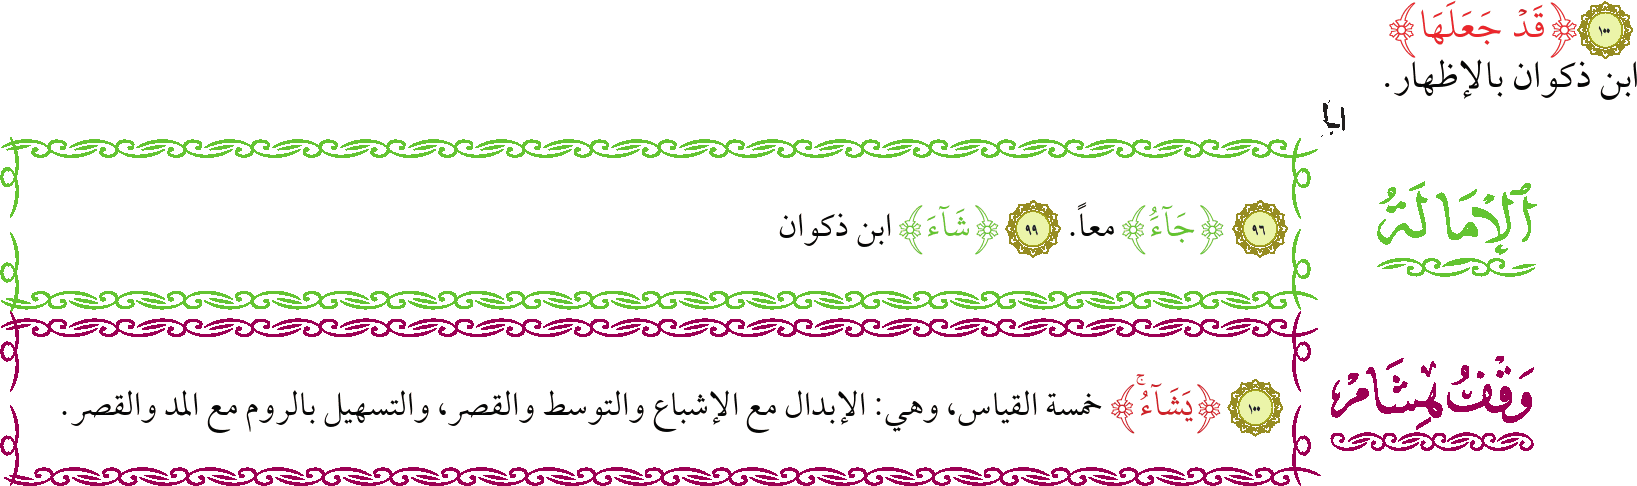 ١٠٠ ﴿قَدْ جَعَلَهَا﴾
ابن ذكوان بالإظهار.
الإِمَالَةُ
٩٦ ﴿جَآءُ﴾ معاً. ٩٩ ﴿شَآءَ﴾ ابن ذكوان
وَقْفُ هِشَامٍ
١٠٠ ﴿يَشَآءُۚ﴾ خمسة القياس، وهي: الإبدال مع الإشباع والتوسط والقصر، والتسهيل بالروم مع المد والقصر.